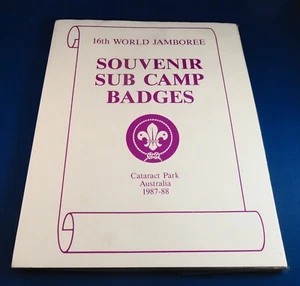 16th WORLD JAMBOREE
SOUVENIR
SUB CAMP
BADGES
Cataract Park
Australia
1987-88